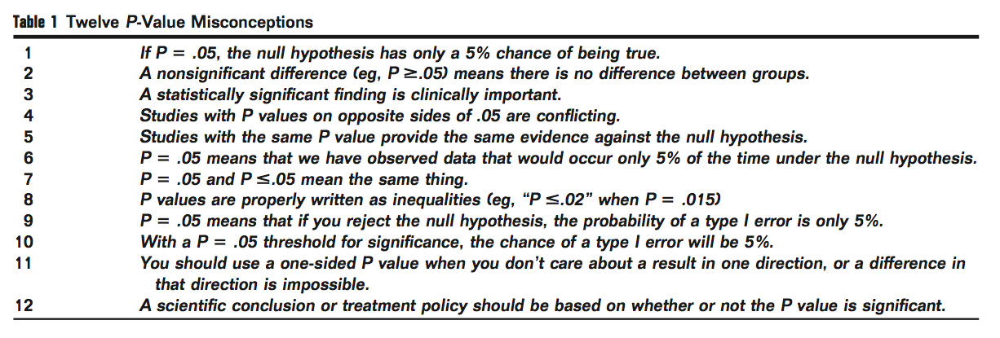 Table 1 Twelve P-Value Misconceptions
1 If P = .05, the null hypothesis has only a 5% chance of being true.
2 A nonsignificant difference (eg, P ≥.05) means there is no difference between groups.
3 A statistically significant finding is clinically important.
4 Studies with P values on opposite sides of .05 are conflicting.
5 Studies with the same P value provide the same evidence against the null hypothesis.
6 P = .05 means that we have observed data that would occur only 5% of the time under the null hypothesis.
7 P = .05 and P ≤.05 mean the same thing.
8 P values are properly written as inequalities (eg, “P ≤.02” when P = .015)
9 P = .05 means that if you reject the null hypothesis, the probability of a type I error is only 5%.
10 With a P = .05 threshold for significance, the chance of a type I error will be 5%.
11 You should use a one-sided P value when you don’t care about a result in one direction, or a difference in
that direction is impossible.
12 A scientific conclusion or treatment policy should be based on whether or not the P value is significant.